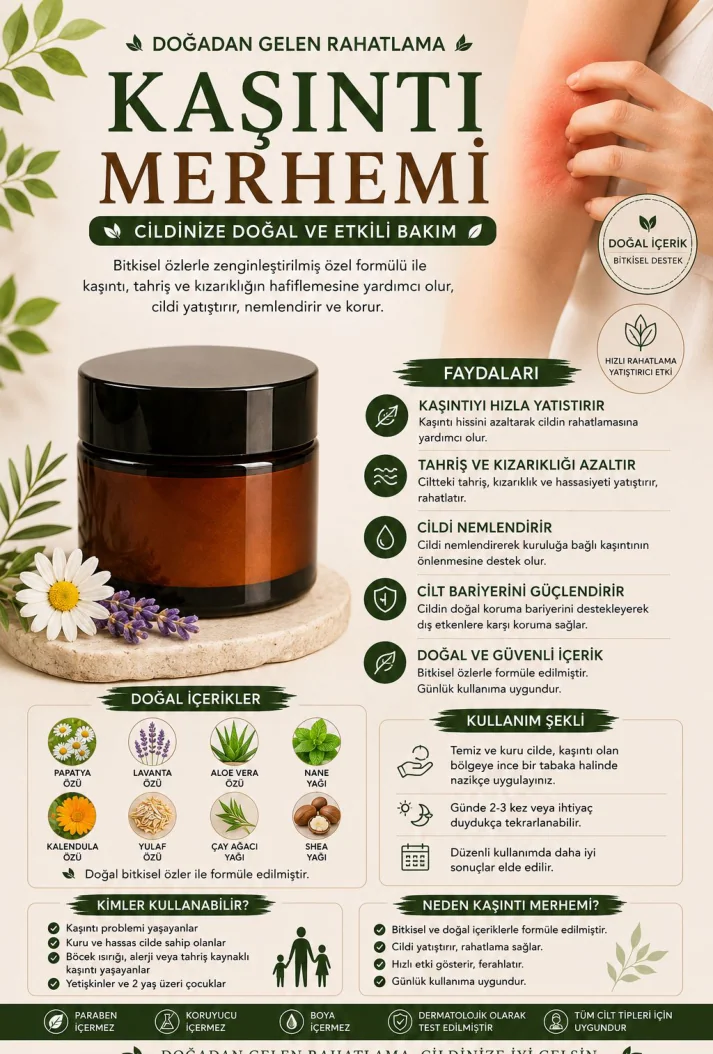 DOĞADAN GELEN RAHATLAMA
KAŞINTI
MERHEMİ
CİLDİNİZE DOĞAL VE ETKİLİ BAKIM
Bitkisel özlerle zenginleştirilmiş özel formülü ile
kaşıntı, tahriş ve kızarıklığın hafiflemesine yardımcı olur,
cildi yatıştırır, nemlendirir ve korur.
DOĞAL İÇERİK
BİTKİSEL DESTEK
HIZLI RAHATLAMA
YATIŞTIRICI ETKİ
FAYDALARI
KAŞINTIYI HIZLA YATISTIRIR
Kaşıntı hissini azaltarak cildin rahatlamasına
yardımcı olur.
TAHRİŞ VE KIZARIKLIĞI AZALTIR
Ciltteki tahriş, kızarıklık ve hassasiyeti yatıştırır,
rahatlatır.
CİLDİ NEMLENDİRİR
Cildi nemlendirerek kuruluğa bağlı kaşıntının
önlenmesine destek olur.
CİLT BARİYERİNİ GÜÇLENDİRİR
Cildin doğal koruma bariyerini destekleyerek
dış etkenlere karşı koruma sağlar.
DOĞAL VE GÜVENLİ İÇERİK
Bitkisel özlerle formüle edilmiştir.
Günlük kullanıma uygundur.
DOĞAL İÇERİKLER
PAPATYA
ÖZÜ
LAVANTA
ÖZÜ
ALOE VERA
ÖZÜ
NANE
YAĞI
KALENDULA
ÖZÜ
YULAF
ÖZÜ
ÇAY AĞACI
YAĞI
SHEA
YAĞI
Doğal bitkisel özler ile formüle edilmiştir.
KULLANIM ŞEKLİ
Temiz ve kuru cilde, kaşıntı olan
bölgeye ince bir tabaka halinde
nazikçe uygulayınız.
Günde 2-3 kez veya ihtiyaç
duydukça tekrarlanabilir.
Düzenli kullanımda daha iyi
sonuçlar elde edilir.
KİMLER KULLANABİLİR?
Kaşıntı problemi yaşayanlar
Kuru ve hassas cilde sahip olanlar
Böcek ısırığı, alerji veya tahriş kaynaklı
kaşıntı yaşayanlar
Yetişkinler ve 2 yaş üzeri çocuklar
NEDEN KAŞINTI MERHEMİ?
Bitkisel ve doğal içeriklerle formüle edilmiştir.
Cildi yatıştırır, rahatlama sağlar.
Hızlı etki gösterir, ferahlatır.
Günlük kullanıma uygundur.
PARABEN
İÇERMEZ
KORUYUCU
İÇERMEZ
BOYA
İÇERMEZ
DERMATOLOJİK OLARAK
TEST EDİLMİŞTİR
TÜM CİLT TİPLERİ İÇİN
UYGUNDUR
DOĞADAN GELEN RAHATLAMA, CİLDİNİZE İYİ GELSİN